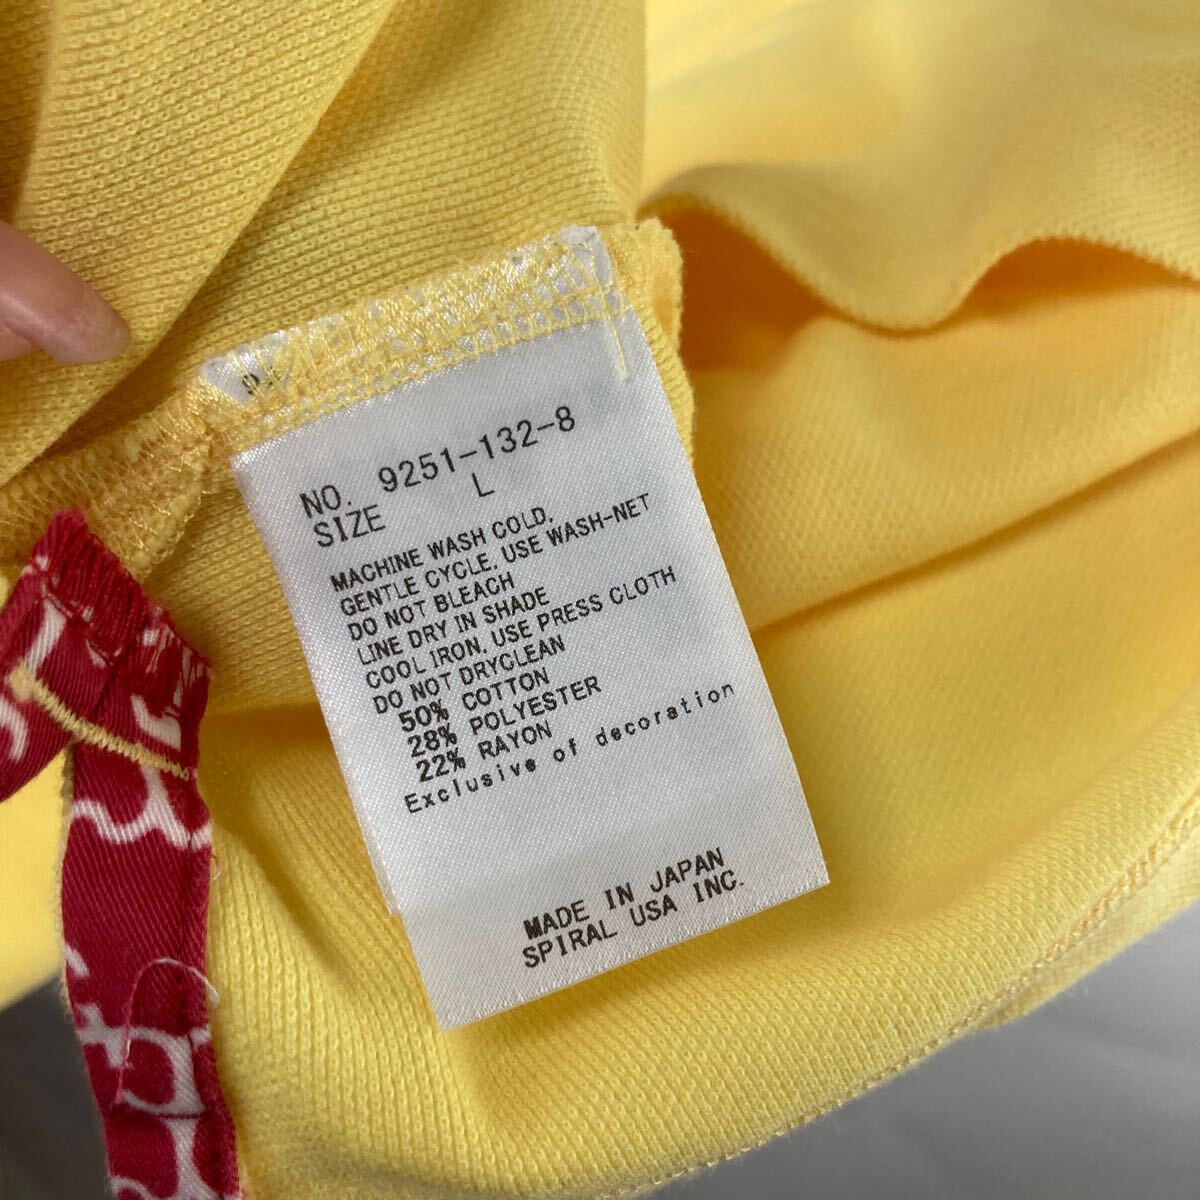 NO. 9251-132-8
SIZE L
MACHINE WASH COLD,
GENTLE CYCLE, USE WASH-NET
DO NOT BLEACH
LINE DRY IN SHADE
COOL IRON, USE PRESS CLOTH
DO NOT DRYCLEAN
50% COTTON
28% POLYESTER
22% RAYON
Exclusive of decoration
MADE IN JAPAN
SPIRAL USA INC.